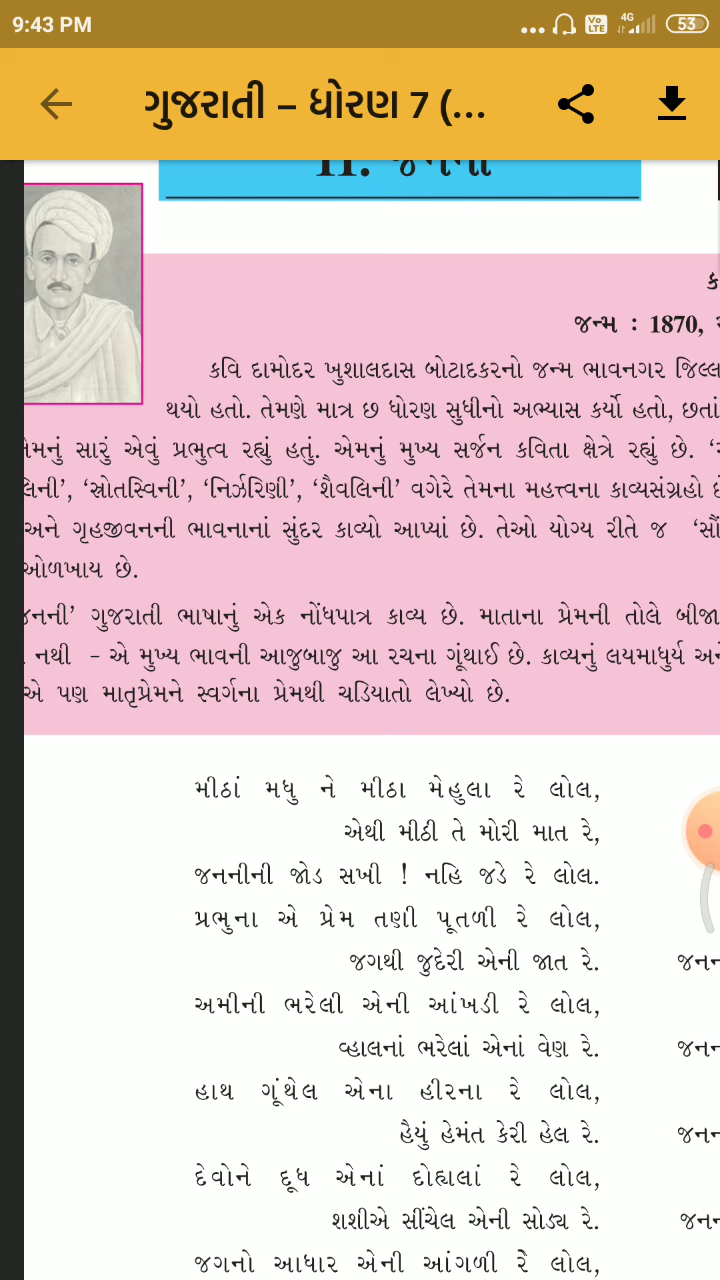 9:43 PM
4G
Vo LTE
53
ગુજરાતી – ધોરણ 7 (...
11. જનની
જન્મ : 1870,
કવિ દામોદર ખુશાલદાસ બોટાદકરનો જન્મ ભાવનગર
થયો હતો. તેમણે માત્ર છ ધોરણ સુધીનો અભ્યાસ કર્યો હતો, છતાં
સારું એવું પ્રભુત્વ રહ્યું હતું. એમનું મુખ્ય સર્જન કવિતા ક્ષેત્રે રહ્યું છે.
‘સ્રોતસ્વિની’, ‘નિર્ઝરિણી’, ‘શૈવલિની’ વગેરે તેમના મહત્ત્વના કાવ્યસંગ્રહો
અને ગૃહજીવનની ભાવનાનાં સુંદર કાવ્યો આપ્યાં છે. તેઓ યોગ્ય રીતે જ
ઓળખાય છે.
ગુજરાતી ભાષાનું એક નોંધપાત્ર કાવ્ય છે. માતાના પ્રેમની તોલે
નથી - એ મુખ્ય ભાવની આજુબાજુ આ રચના ગૂંથાઈ છે. કાવ્યનું લયમાધુર્ય
એ પણ માતૃપ્રેમને સ્વર્ગના પ્રેમથી ચડિયાતો લેખ્યો છે.
મીઠાં મધુ ને મીઠા મેહુલા રે લોલ,
એથી મીઠી તે મોરી માત રે,
જનનીની જોડ સખી ! નહિ જડે રે લોલ.
પ્રભુના એ પ્રેમ તણી પૂતળી રે લોલ,
જગથી જુદેરી એની જાત રે.
અમીની ભરેલી એની આંખડી રે લોલ,
વ્હાલનાં ભરેલાં એનાં વેણ રે.
હાથ ગૂંથેલ એના હીરના રે લોલ,
હૈયું હેમંત કેરી હેલ રે.
દેવોને દૂધ એનાં દોહ્યલાં રે લોલ,
શશીએ સીંચેલ એની સોડ્ય રે.
જગનો આધાર એની આંગળી રે લોલ,